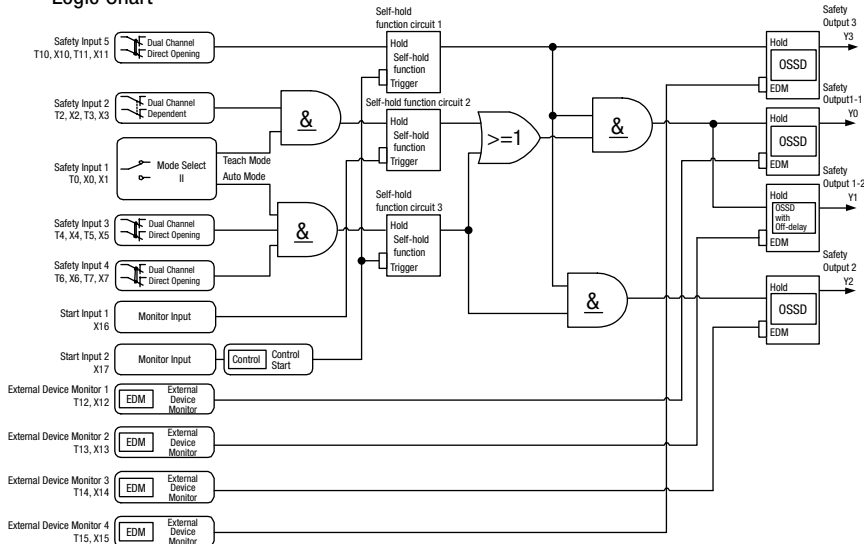 Logic Chart
Safety Input 5
T10, X10, T11, X11
Dual Channel
Direct Opening
Safety Input 2
T2, X2, T3, X3
Dual Channel
Dependent
Safety Input 1
T0, X0, X1
Mode Select
II
Teach Mode
Auto Mode
Safety Input 3
T4, X4, T5, X5
Dual Channel
Direct Opening
Safety Input 4
T6, X6, T7, X7
Dual Channel
Direct Opening
Start Input 1
X16
Monitor Input
Start Input 2
X17
Monitor Input
Control
Control
Start
External Device Monitor 1
T12, X12
EDM
External
Device
Monitor
External Device Monitor 2
T13, X13
EDM
External
Device
Monitor
External Device Monitor 3
T14, X14
EDM
External
Device
Monitor
External Device Monitor 4
T15, X15
EDM
External
Device
Monitor
&
&
Self-hold
function circuit 1
Hold
Self-hold
function
Trigger
Self-hold function circuit 2
Hold
Self-hold
function
Trigger
Self-hold
function circuit 3
Hold
Self-hold
function
Trigger
>=1
&
&
Safety
Output 3
Y3
Hold
OSSD
EDM
Safety
Output1-1
Y0
Hold
OSSD
EDM
Safety
Output 1-2
Y1
Hold
OSSD
with
Off-delay
EDM
Safety
Output 2
Y2
Hold
OSSD
EDM